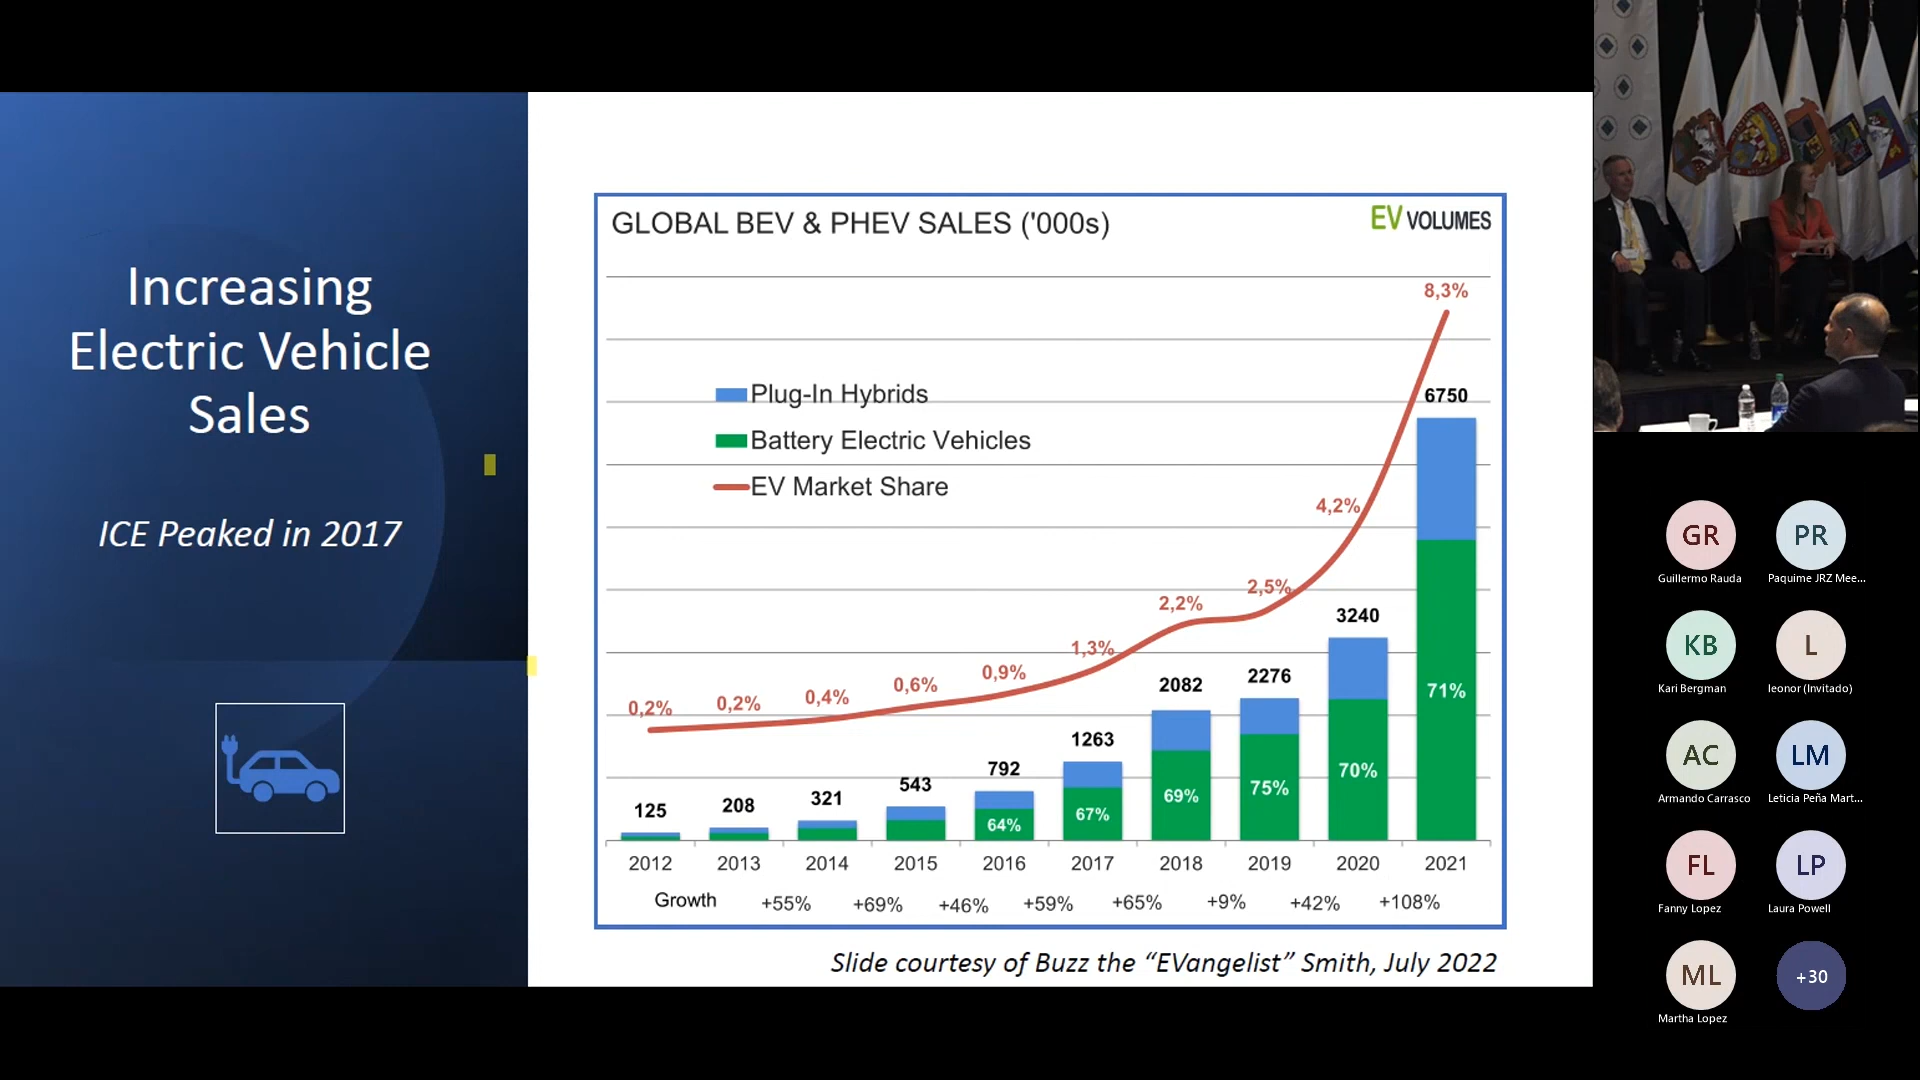 Increasing
Electric Vehicle
Sales
ICE Peaked in 2017
GLOBAL BEV & PHEV SALES ('000s)
EV VOLUMES
Plug-In Hybrids
Battery Electric Vehicles
EV Market Share
0,2%
0,2%
0,4%
0,6%
0,9%
1,3%
2,2%
2,5%
4,2%
8,3%
125
208
321
543
792
1263
2082
2276
3240
6750
64%
67%
69%
75%
70%
71%
2012 2013 2014 2015 2016 2017 2018 2019 2020 2021
Growth +55% +69% +46% +59% +65% +9% +42% +108%
Slide courtesy of Buzz the “EVangelist” Smith, July 2022
GR
Guillermo Rauda
PR
Paquime JRZ Mee...
KB
Kari Bergman
L
leonor (Invitado)
AC
Armando Carrasco
LM
Leticia Peña Mart...
FL
Fanny Lopez
LP
Laura Powell
ML
Martha Lopez
+30